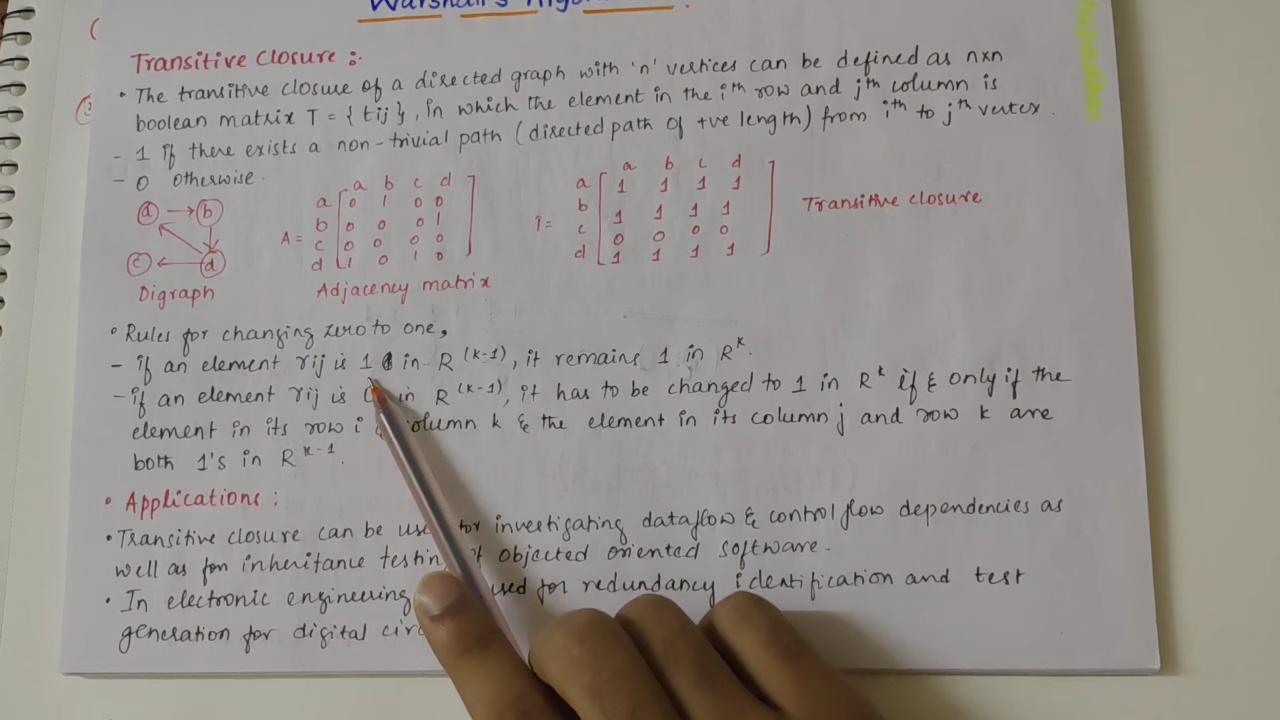 Warshall's Algorithm:
Transitive Closure :-
• The transitive closure of a directed graph with 'n' vertices can be defined as nxn
boolean matrix T = { tij }, in which the element in the ith row and jth column is
- 1 if there exists a non-trivial path (directed path of +ve length) from ith to jth vertex.
- 0 otherwise.
a b
c d
Digraph
a b c d
A =
a 0 1 0 0
b 0 0 0 1
c 0 0 0 0
d 1 0 1 0
Adjacency matrix
a b c d
T =
a 1 1 1 1
b 1 1 1 1
c 0 0 0 0
d 1 1 1 1
Transitive closure
• Rules for changing zero to one,
- if an element rij is 1 in R (k-1), it remains 1 in R k.
- if an element rij is 0 in R (k-1), it has to be changed to 1 in R k if & only if the
element in its row i column k & the element in its column j and row k are
both 1's in R k-1.
• Applications :
• Transitive closure can be used for investigating dataflow & control flow dependencies as
well as for inheritance testing of objected oriented software.
• In electronic engineering used for redundancy identification and test
generation for digital